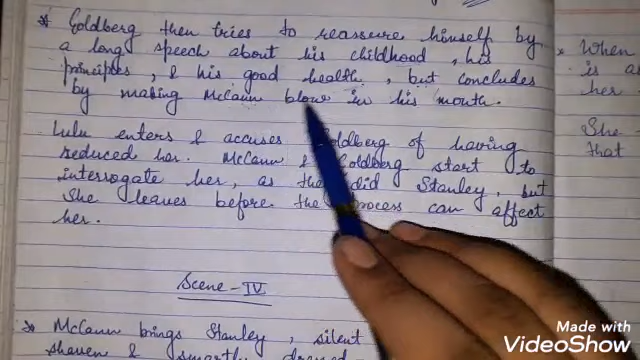 * Goldberg then tries to reassure himself by
a long speech about his childhood, his
principles, & his good health, but concludes
by making McCann blow in his mouth.
Lulu enters & accuses Goldberg of having
seduced her. McCann & Goldberg start to
interrogate her, as they did Stanley, but
she leaves before the process can affect
her.
Scene - IV
McCann brings Stanley, silent
shaven & smartly dressed
* When
is a
her.
She
that
Made with
VideoShow